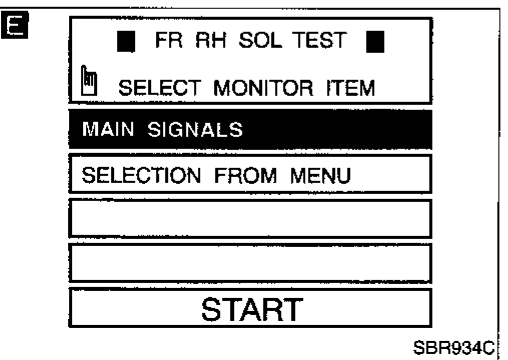 E
FR RH SOL TEST
SELECT MONITOR ITEM
MAIN SIGNALS
SELECTION FROM MENU
START
SBR934C